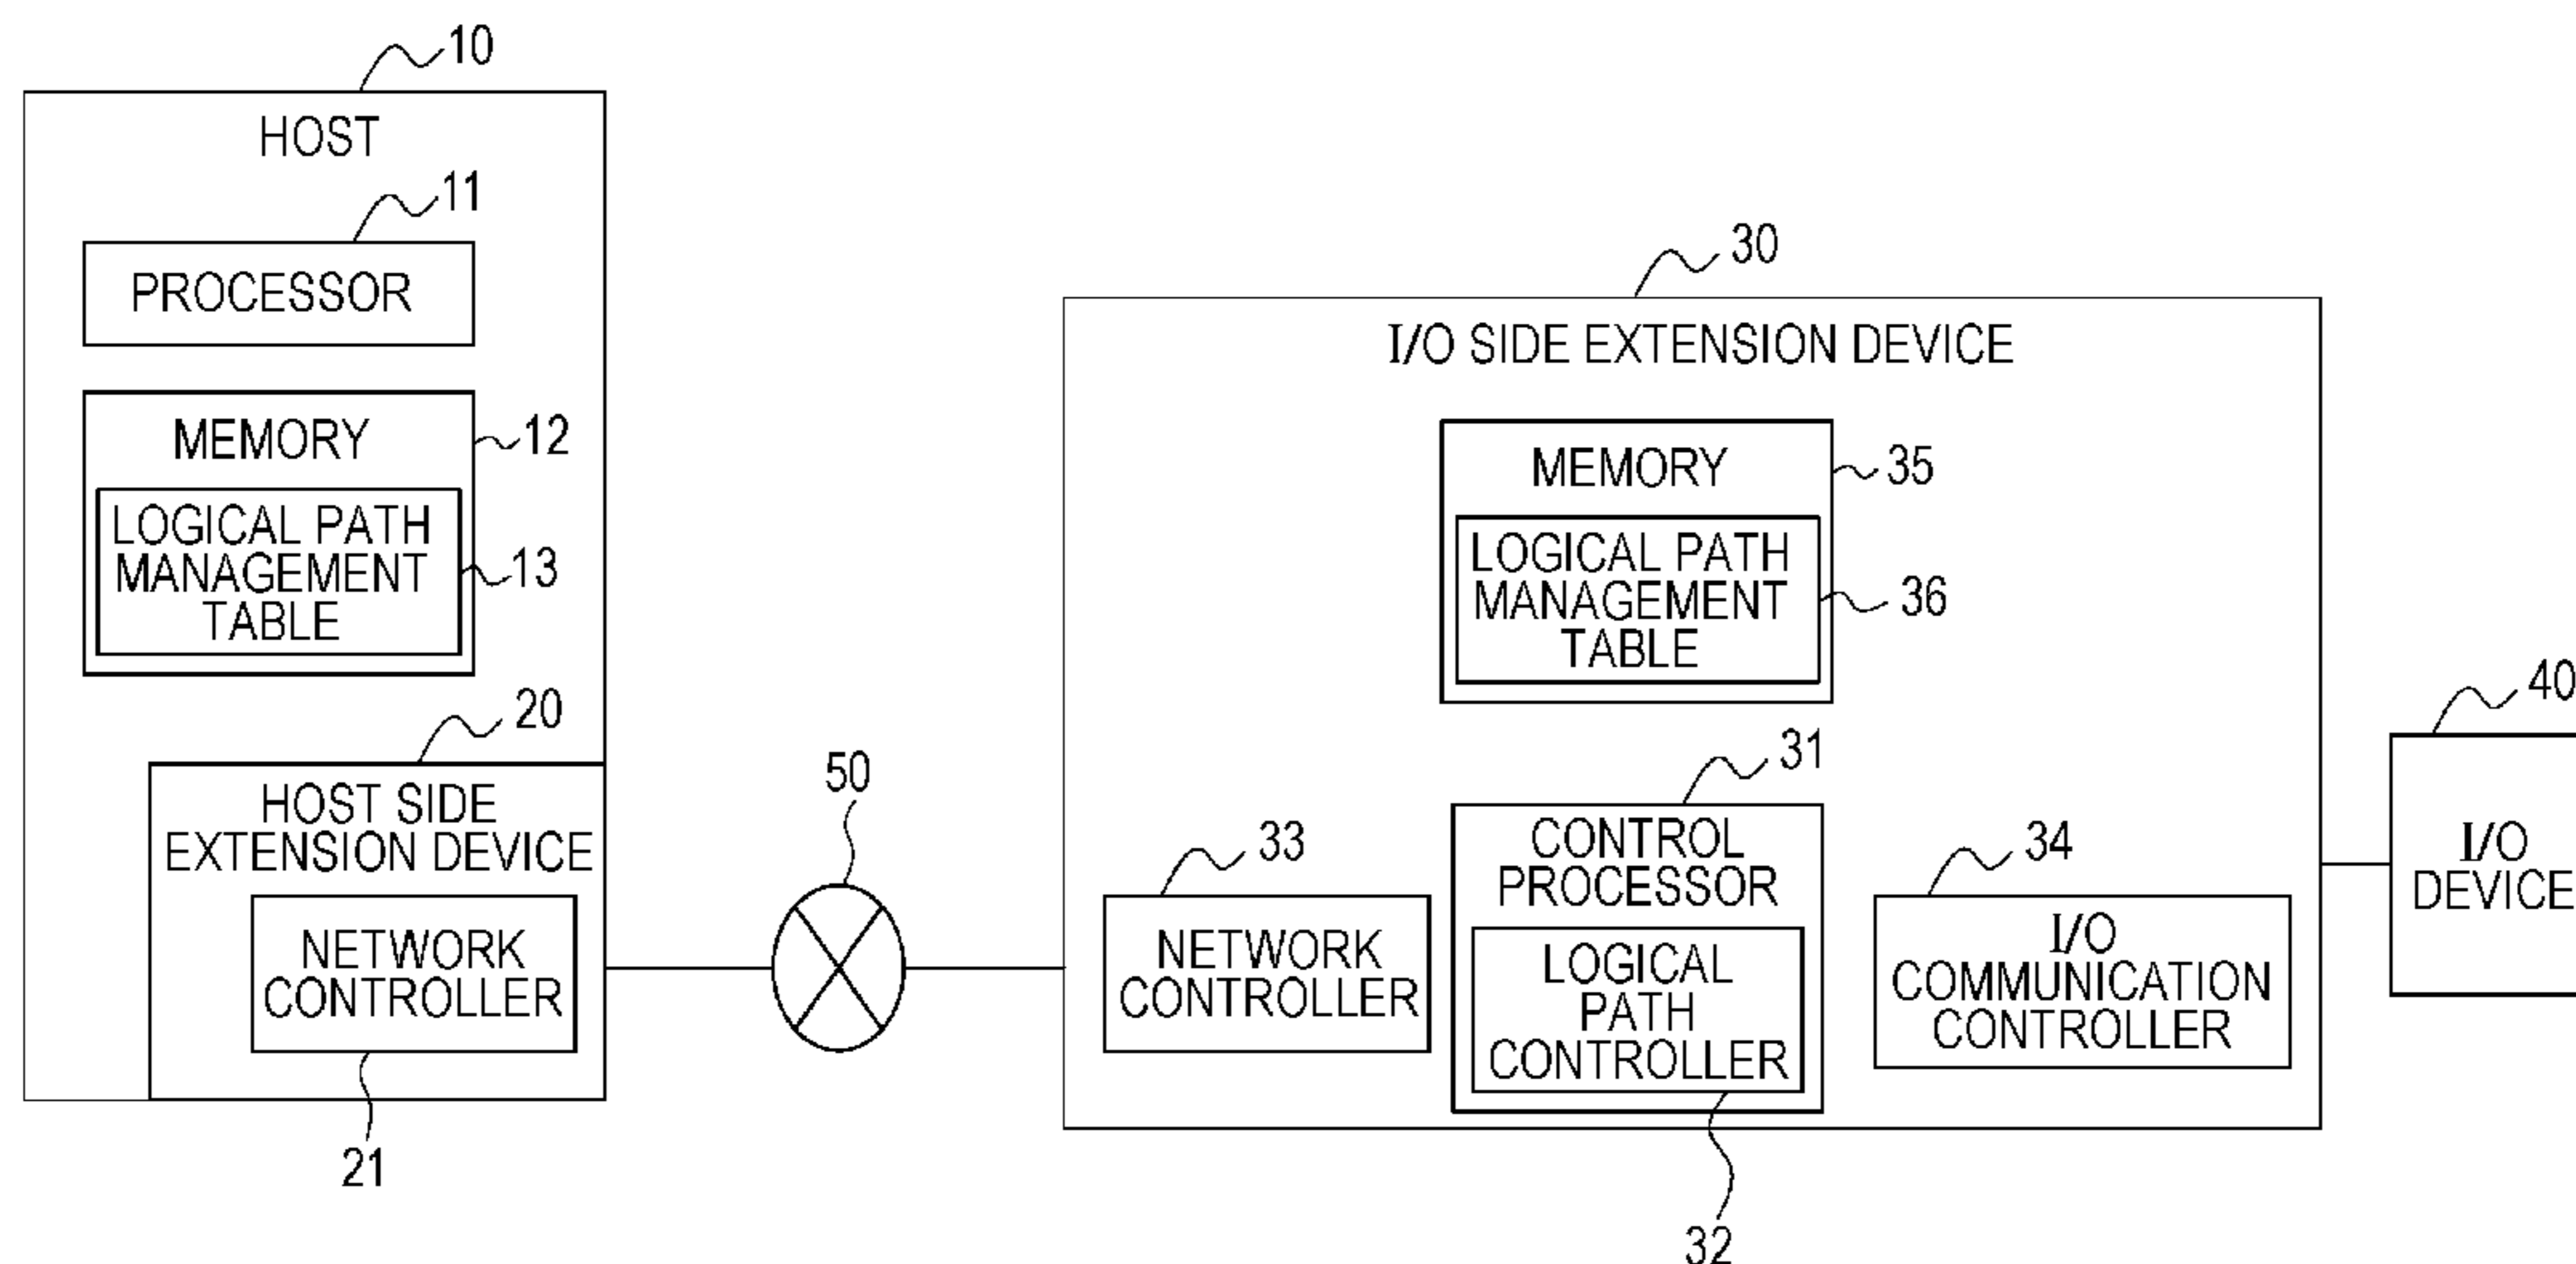 10
HOST
11
PROCESSOR
MEMORY
12
LOGICAL PATH
MANAGEMENT
TABLE
13
20
HOST SIDE
EXTENSION DEVICE
NETWORK
CONTROLLER
21
50
30
I/O SIDE EXTENSION DEVICE
MEMORY
35
LOGICAL PATH
MANAGEMENT
TABLE
36
31
CONTROL
PROCESSOR
33
NETWORK
CONTROLLER
LOGICAL
PATH
CONTROLLER
32
34
I/O
COMMUNICATION
CONTROLLER
40
I/O
DEVICE